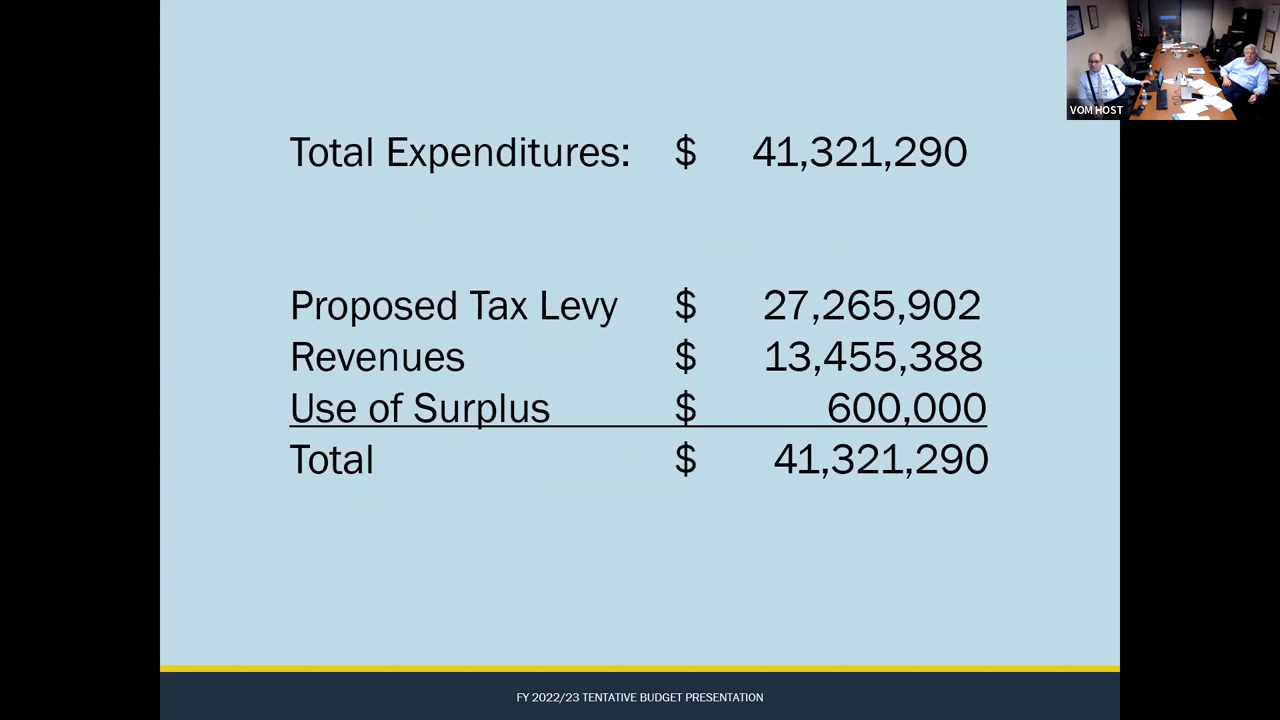 VOM HOST
Total Expenditures: $ 41,321,290
Proposed Tax Levy $ 27,265,902
Revenues $ 13,455,388
Use of Surplus $ 600,000
Total $ 41,321,290
FY 2022/23 TENTATIVE BUDGET PRESENTATION